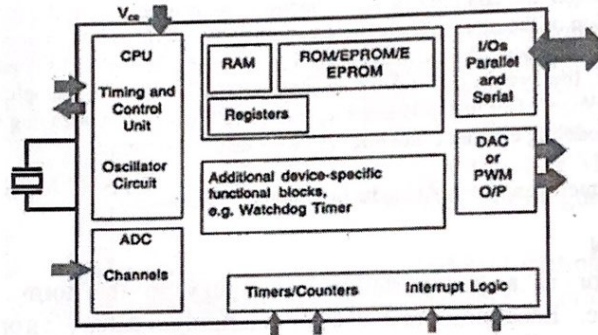 Vcc
CPU
Timing and
Control
Unit
Oscillator
Circuit
ADC
Channels
RAM
ROM/EPROM/E
EPROM
Registers
Additional device-specific
functional blocks,
e.g. Watchdog Timer
I/Os
Parallel
and
Serial
DAC
or
PWM
O/P
Timers/Counters Interrupt Logic